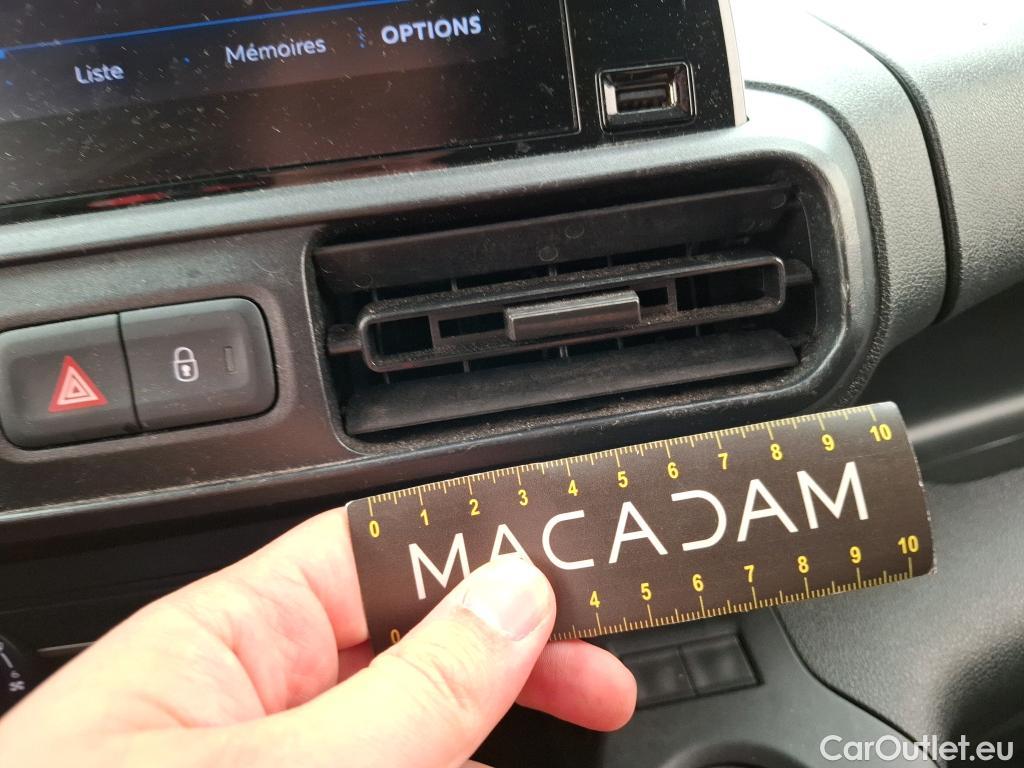 Liste Mémoires OPTIONS
0 1 2 3 4 5 6 7 8 9 10
MACADAM
0 4 5 6 7 8 9 10
CarOutlet.eu